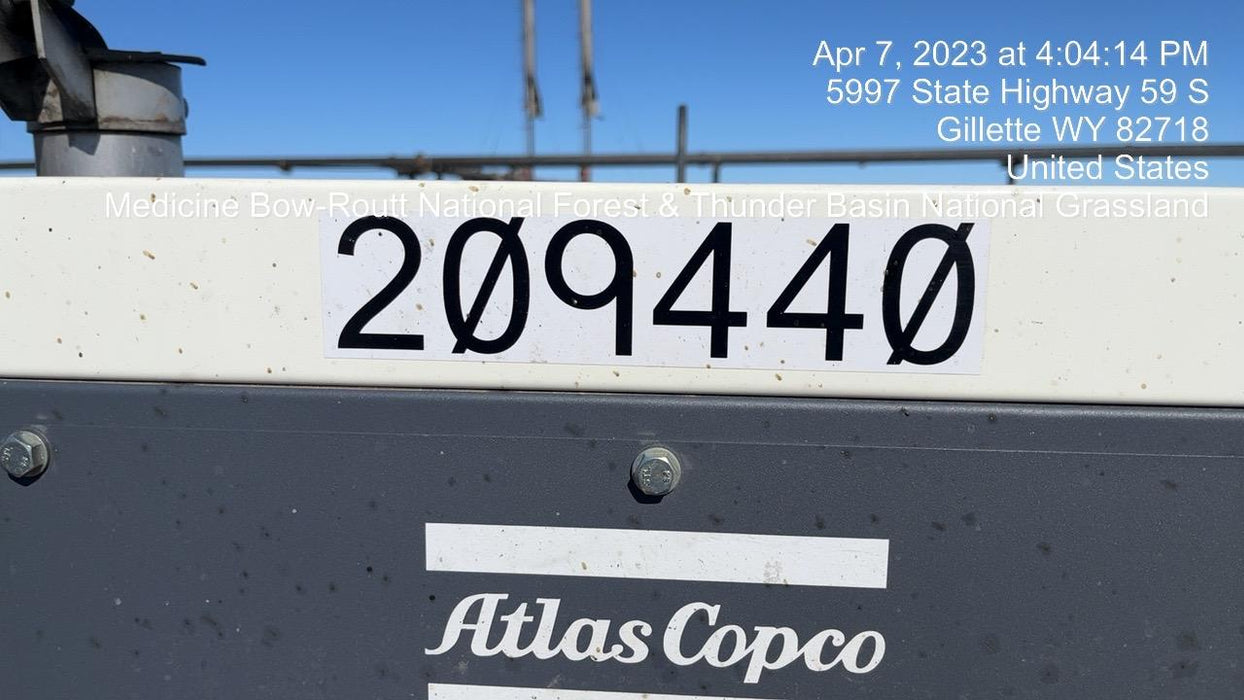 Apr 7, 2023 at 4:04:14 PM
5997 State Highway 59 S
Gillette WY 82718
United States
Medicine Bow-Routt National Forest & Thunder Basin National Grassland
209440
Atlas Copco